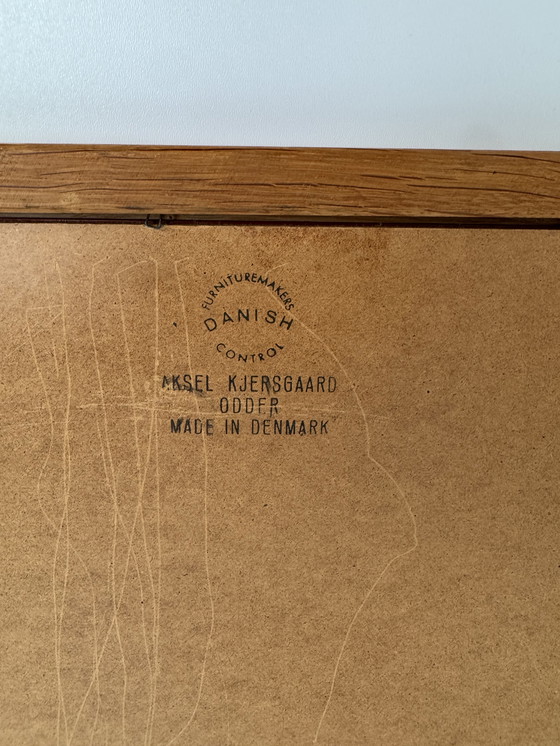 FURNITUREMAKERS
DANISH
CONTROL
AKSEL KJERSGAARD
ODDER
MADE IN DENMARK